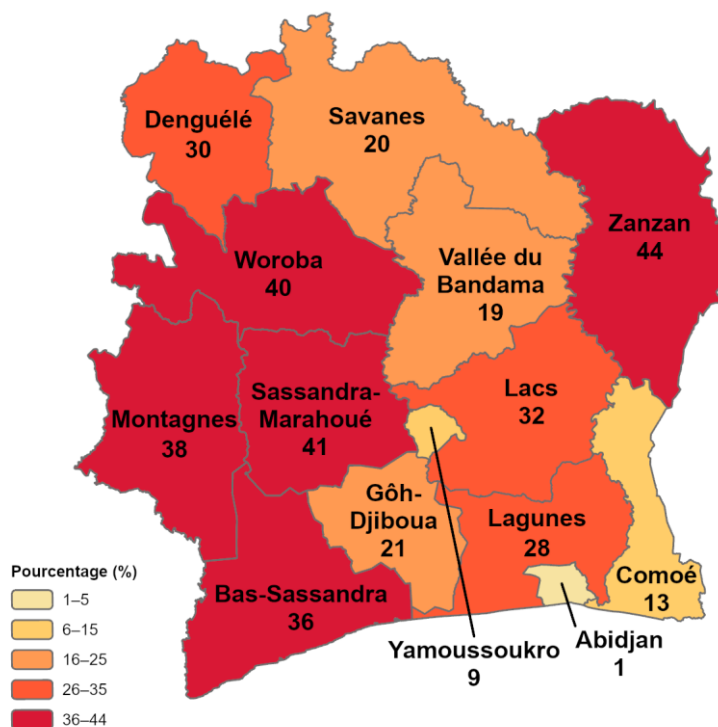 Denguélé
30
Savanes
20
Zanzan
44
Woroba
40
Vallée du
Bandama
19
Montagnes
38
Sassandra-
Marahoué
41
Lacs
32
Gôh-
Djiboua
21
Lagunes
28
Comoé
13
Bas-Sassandra
36
Yamoussoukro
9
Abidjan
1
Pourcentage (%)
1–5
6–15
16–25
26–35
36–44